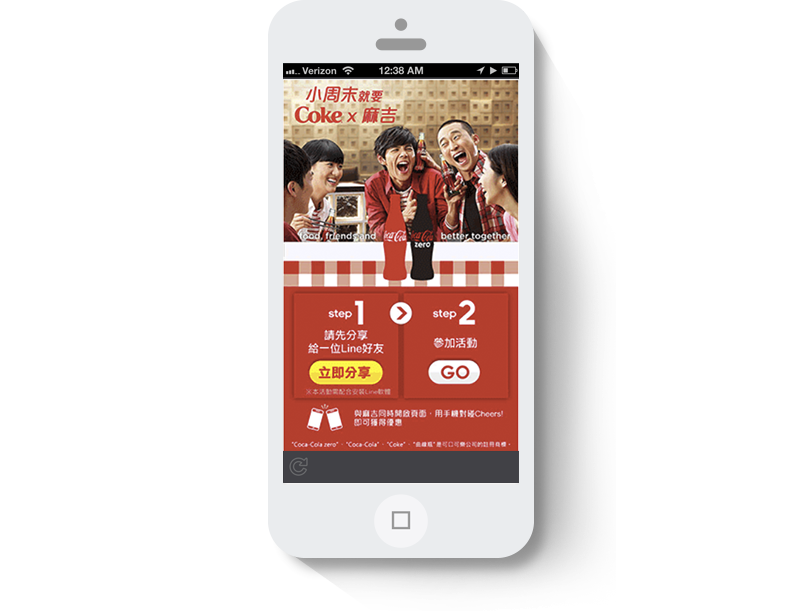 Verizon 12:38 AM
小周末就要
Coke x 麻吉
food, friends and Coca-Cola Coca-Cola zero better together
step 1
請先分享
給一位Line好友
立即分享
※本活動需配合安裝Line軟體
step 2
參加活動
GO
與麻吉同時開啟頁面，用手機對碰Cheers!
即可獲得優惠
"Coca-Cola zero"、"Coca-Cola"、"Coke"、"曲線瓶" 是可口可樂公司的註冊商標。